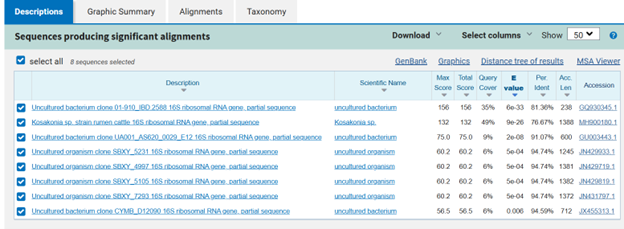 Descriptions Graphic Summary Alignments Taxonomy
Sequences producing significant alignments Download Select columns Show 50
select all 8 sequences selected GenBank Graphics Distance tree of results MSA Viewer
Description Scientific Name Max Score Total Score Query Cover E value Per. Ident Acc. Len Accession
Uncultured bacterium clone 01-910_IBD.2588 16S ribosomal RNA gene, partial sequence uncultured bacterium 156 156 35% 6e-33 81.36% 238 GQ930345.1
Kosakonia sp. strain rumen cattle 16S ribosomal RNA gene, partial sequence Kosakonia sp. 132 132 49% 9e-26 76.67% 1388 MH900180.1
Uncultured bacterium clone UA001_AS620_0029_E12 16S ribosomal RNA gene, partial sequence uncultured bacterium 75.0 75.0 9% 2e-08 91.07% 600 GU003443.1
Uncultured organism clone SBXY_5231 16S ribosomal RNA gene, partial sequence uncultured organism 60.2 60.2 6% 5e-04 94.74% 1245 JN429933.1
Uncultured organism clone SBXY_4997 16S ribosomal RNA gene, partial sequence uncultured organism 60.2 60.2 6% 5e-04 94.74% 1381 JN429719.1
Uncultured organism clone SBXY_5105 16S ribosomal RNA gene, partial sequence uncultured organism 60.2 60.2 6% 5e-04 94.74% 1382 JN429819.1
Uncultured organism clone SBXY_7293 16S ribosomal RNA gene, partial sequence uncultured organism 60.2 60.2 6% 5e-04 94.74% 1372 JN431797.1
Uncultured bacterium clone CYMB_D12090 16S ribosomal RNA gene, partial sequence uncultured bacterium 56.5 56.5 6% 0.006 94.59% 712 JX455313.1